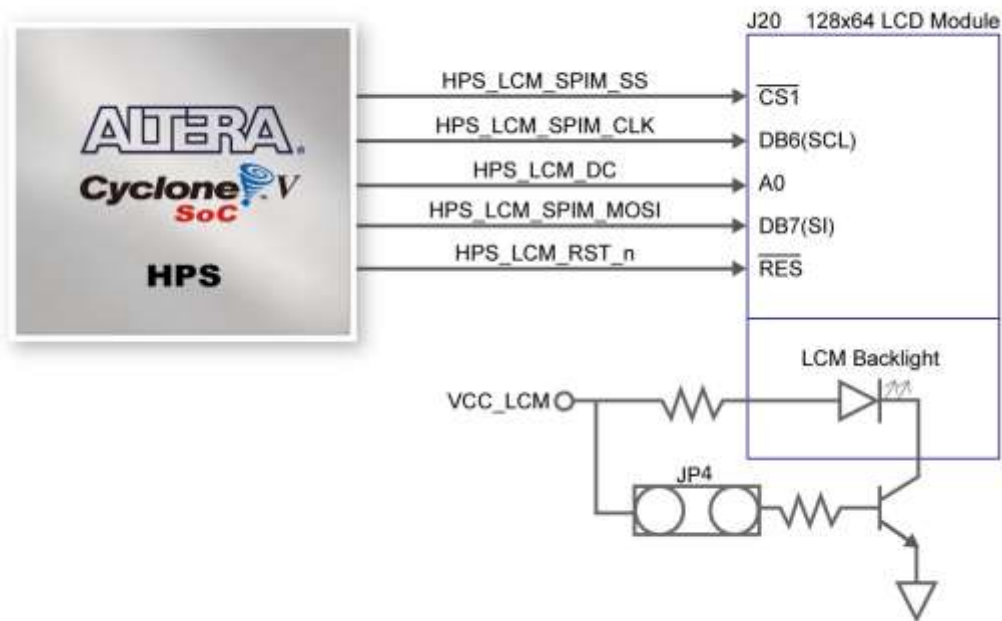 J20 128x64 LCD Module
ALTERA®
Cyclone V
SoC
HPS
HPS_LCM_SPIM_SS
HPS_LCM_SPIM_CLK
HPS_LCM_DC
HPS_LCM_SPIM_MOSI
HPS_LCM_RST_n
CS1
DB6(SCL)
A0
DB7(SI)
RES
LCM Backlight
VCC_LCM
JP4